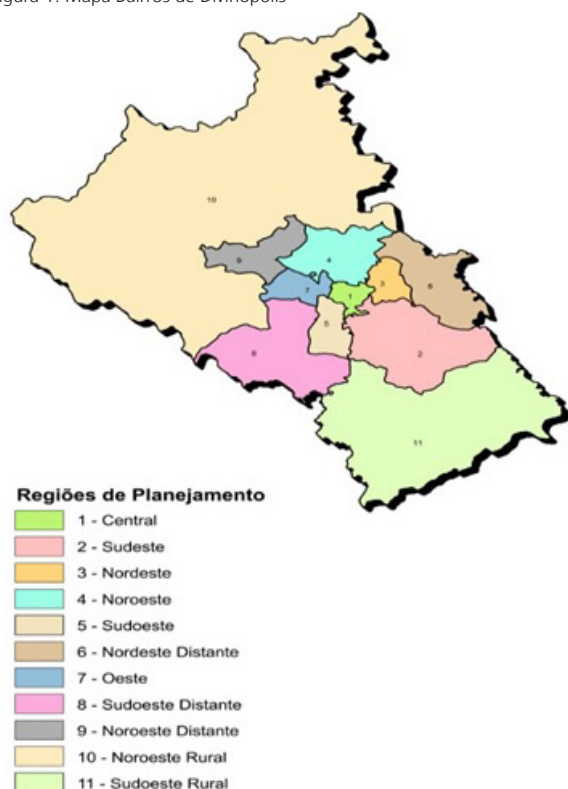 igura 1: Mapa Bairros de Divinópolis
10
9
4
7
1
3
6
5
8
2
11
Regiões de Planejamento
1 - Central
2 - Sudeste
3 - Nordeste
4 - Noroeste
5 - Sudoeste
6 - Nordeste Distante
7 - Oeste
8 - Sudoeste Distante
9 - Noroeste Distante
10 - Noroeste Rural
11 - Sudoeste Rural